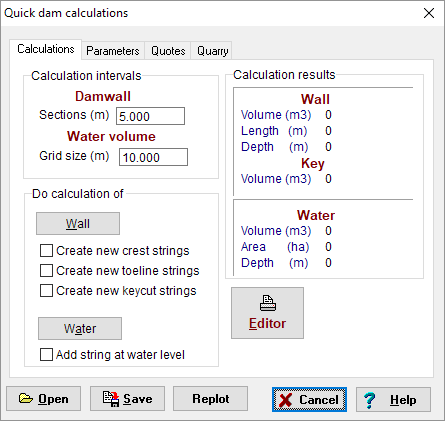 Quick dam calculations
Calculations Parameters Quotes Quarry
Calculation intervals
Damwall
Sections (m) 5.000
Water volume
Grid size (m) 10.000
Do calculation of
Wall
Create new crest strings
Create new toeline strings
Create new keycut strings
Water
Add string at water level
Calculation results
Wall
Volume (m3) 0
Length (m) 0
Depth (m) 0
Key
Volume (m3) 0
Water
Volume (m3) 0
Area (ha) 0
Depth (m) 0
Editor
Open Save Replot Cancel ? Help